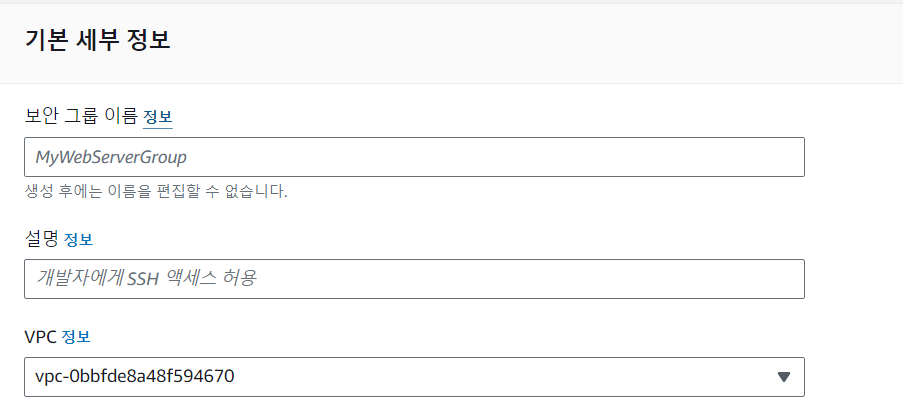 기본 세부 정보
보안 그룹 이름 정보
MyWebServerGroup
생성 후에는 이름을 편집할 수 없습니다.
설명 정보
개발자에게 SSH 액세스 허용
VPC 정보
vpc-0bbfde8a48f594670